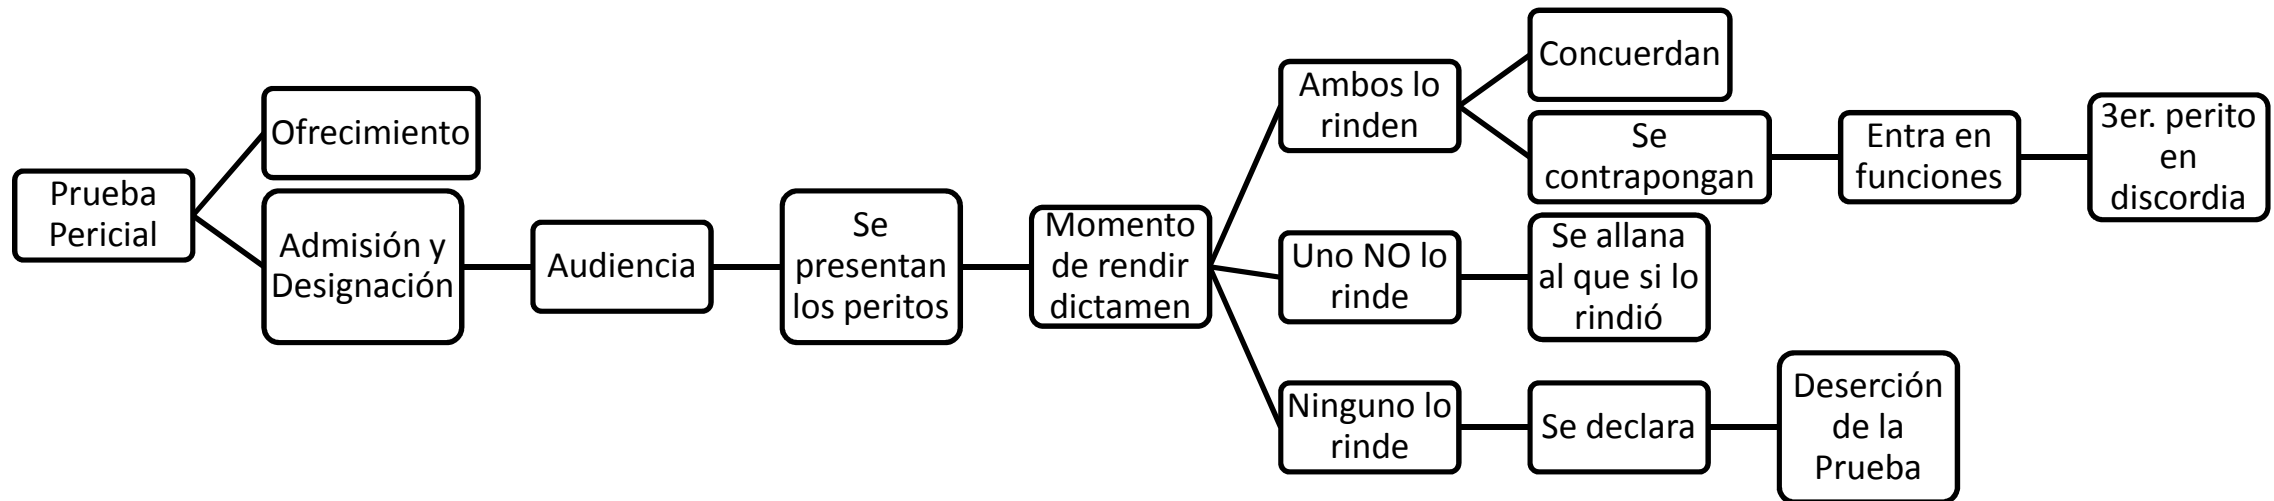 Prueba
Pericial
Ofrecimiento
Admisión y
Designación
Audiencia
Se
presentan
los peritos
Momento
de rendir
dictamen
Ambos lo
rinden
Concuerdan
Se
contrapongan
Entra en
funciones
3er. perito
en
discordia
Uno NO lo
rinde
Se allana
al que si lo
rindió
Ninguno lo
rinde
Se declara
Deserción
de la
Prueba